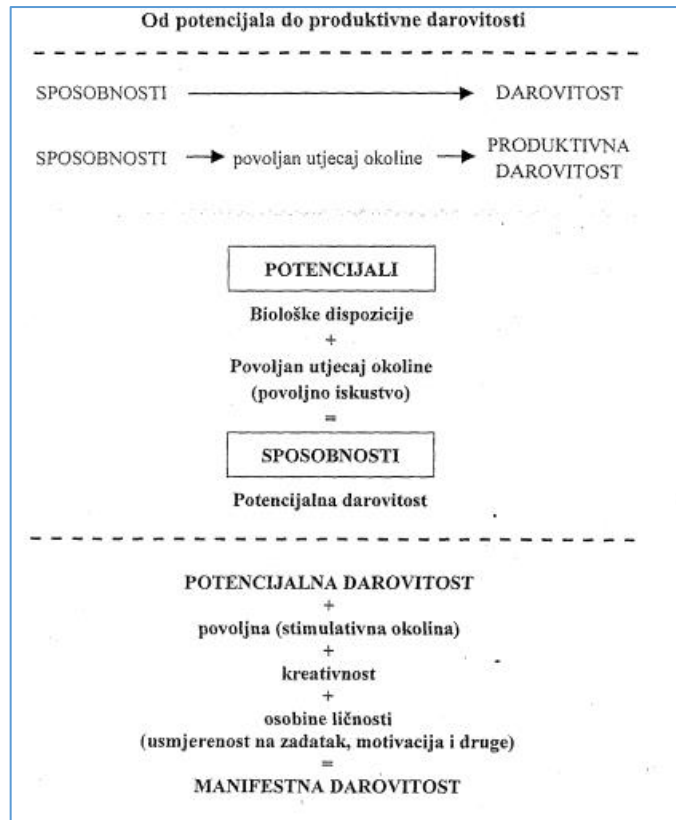 Od potencijala do produktivne darovitosti
SPOSOBNOSTI DAROVITOST
SPOSOBNOSTI povoljan utjecaj okoline PRODUKTIVNA
DAROVITOST
POTENCIJALI
Biološke dispozicije
+
Povoljan utjecaj okoline
(povoljno iskustvo)
=
SPOSOBNOSTI
Potencijalna darovitost
POTENCIJALNA DAROVITOST
+
povoljna (stimulativna okolina)
+
kreativnost
+
osobine ličnosti
(usmjerenost na zadatak, motivacija i druge)
=
MANIFESTNA DAROVITOST